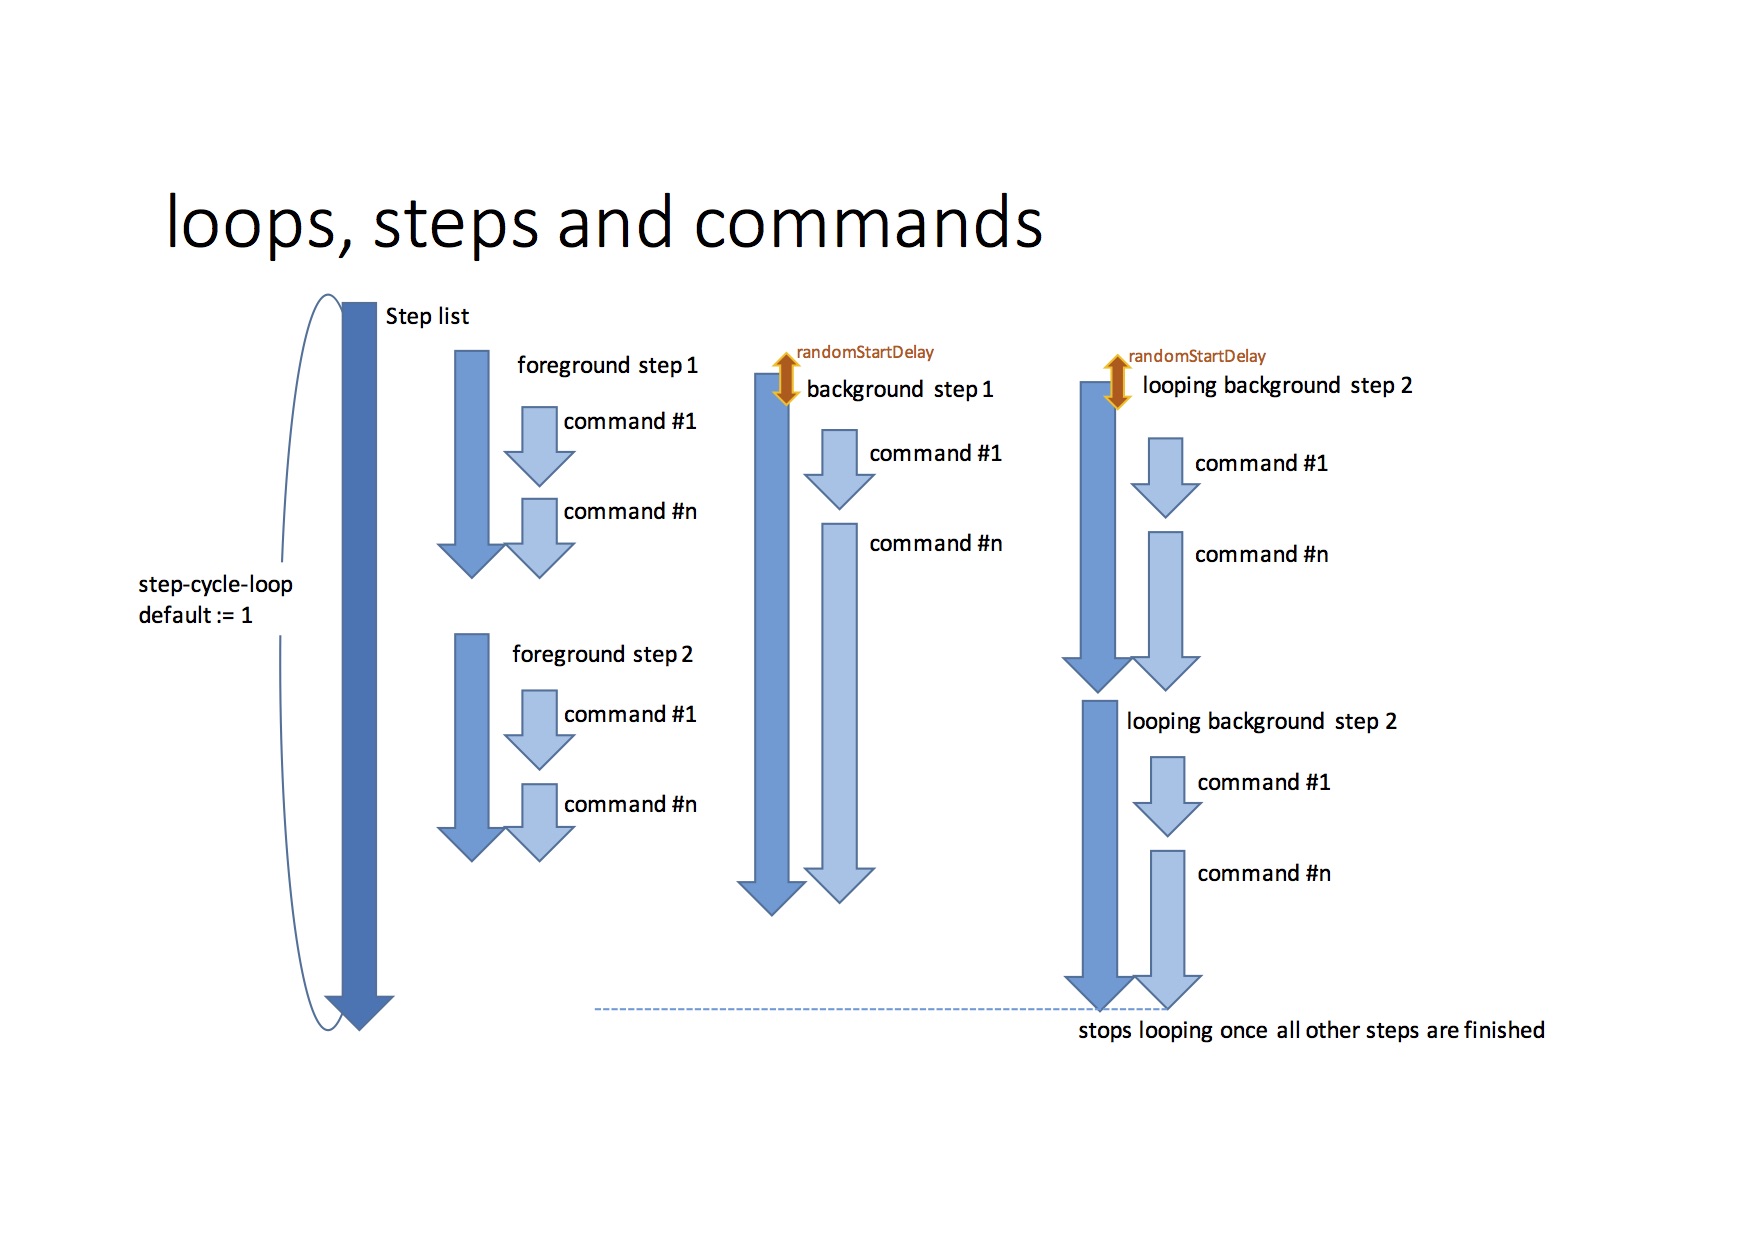 loops, steps and commands
Step list
step-cycle-loop
default := 1
foreground step 1
command #1
command #n
foreground step 2
command #1
command #n
randomStartDelay
background step 1
command #1
command #n
randomStartDelay
looping background step 2
command #1
command #n
looping background step 2
command #1
command #n
stops looping once all other steps are finished